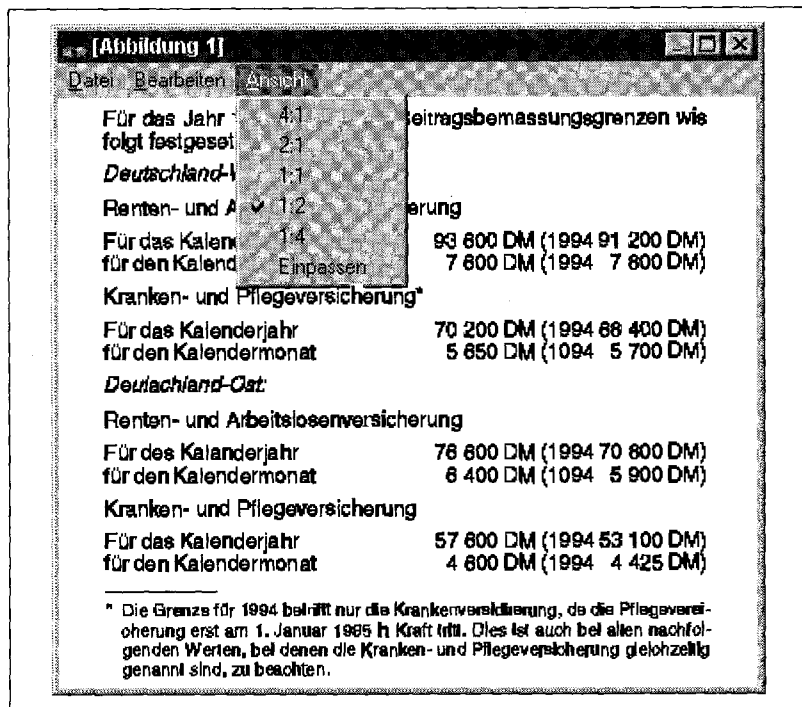 [Abbildung 1]
Datei Bearbeiten Ansicht
4:1
2:1
1:1
1:2
1:4
Einpassen
Für das Jahr eitragsbemassungsgrenzen wie
folgt festgeset
Deutschland-
Renten- und A erung
Für das Kalen 93 600 DM (1994 91 200 DM)
für den Kalend 7 800 DM (1994 7 600 DM)
Kranken- und Pflegeversicherung*
Für das Kalenderjahr 70 200 DM (1994 68 400 DM)
für den Kalendermonat 5 850 DM (1094 5 700 DM)
Deutschland-Ost:
Renten- und Arbeitslosenversicherung
Für des Kalanderjahr 76 800 DM (1994 70 800 DM)
für den Kalendermonat 6 400 DM (1094 5 900 DM)
Kranken- und Pflegeversicherung
Für das Kalenderjahr 57 600 DM (1994 53 100 DM)
für den Kalendermonat 4 800 DM (1994 4 425 DM)
* Die Grenze für 1994 betrifft nur die Krankenversicherung, da die Pflegeversi-
cherung erst am 1. Januar 1995 in Kraft tritt. Dies ist auch bei allen nachfol-
genden Werten, bei denen die Kranken- und Pflegeversicherung gleichzeitig
genannt sind, zu beachten.